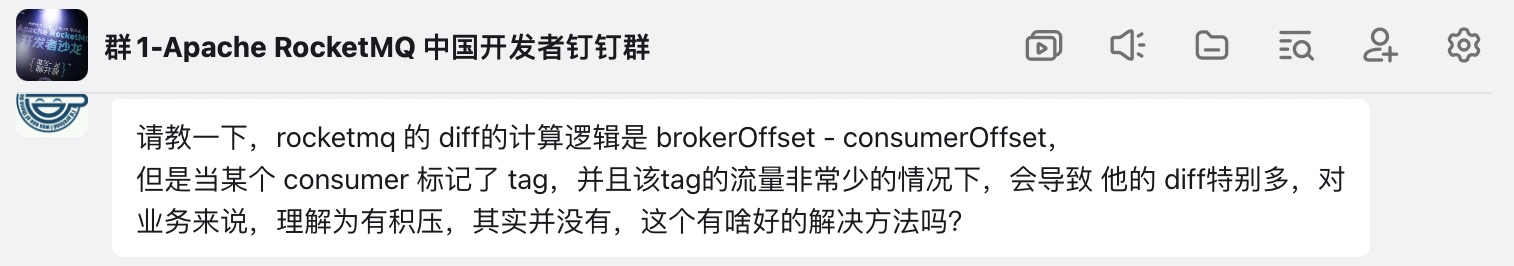 群1-Apache RocketMQ 中国开发者钉钉群
请教一下，rocketmq 的 diff的计算逻辑是 brokerOffset - consumerOffset，
但是当某个 consumer 标记了 tag，并且该tag的流量非常少的情况下，会导致 他的 diff特别多，对
业务来说，理解为有积压，其实并没有，这个有啥好的解决方法吗？